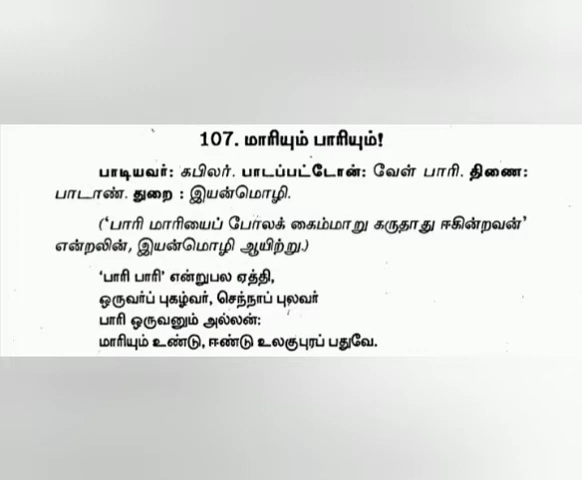 107. மாரியும் பாரியும்!
பாடியவர்: கபிலர். பாடப்பட்டோன்: வேள் பாரி. திணை:
பாடாண். துறை : இயன்மொழி.
('பாரி மாரியைப் போலக் கைம்மாறு கருதாது ஈகின்றவன்'
என்றலின், இயன்மொழி ஆயிற்று.)
'பாரி பாரி' என்றுபல ஏத்தி,
ஒருவர்ப் புகழ்வர், செந்நாப் புலவர்
பாரி ஒருவனும் அல்லன்:
மாரியும் உண்டு, ஈண்டு உலகுபுரப் பதுவே.